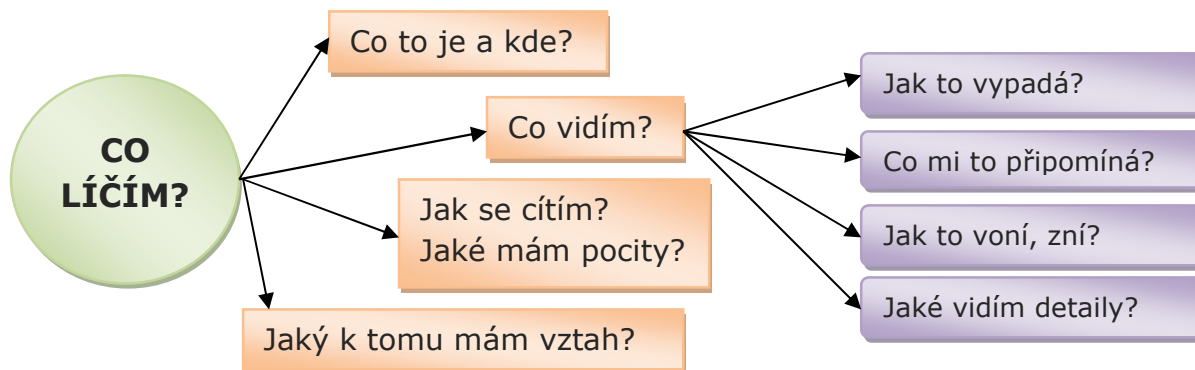 CO
LÍČÍM?
Co to je a kde?
Co vidím?
Jak se cítím?
Jaké mám pocity?
Jaký k tomu mám vztah?
Jak to vypadá?
Co mi to připomíná?
Jak to voní, zní?
Jaké vidím detaily?